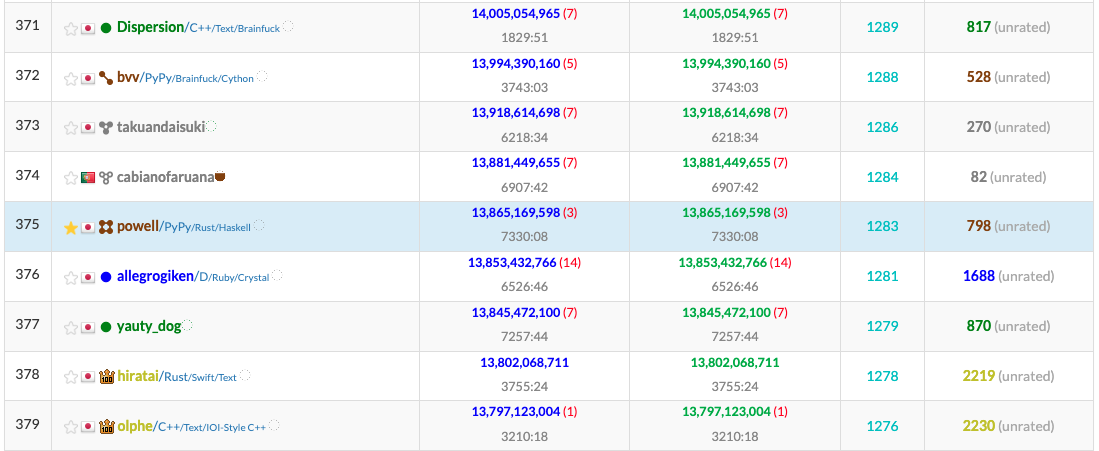 371 Dispersion/C++/Text/Brainfuck 14,005,054,965 (7) 14,005,054,965 (7) 1289 817 (unrated)
1829:51 1829:51
372 bvv/PyPy/Brainfuck/Cython 13,994,390,160 (5) 13,994,390,160 (5) 1288 528 (unrated)
3743:03 3743:03
373 takuandaisuki 13,918,614,698 (7) 13,918,614,698 (7) 1286 270 (unrated)
6218:34 6218:34
374 cabianofaruana 13,881,449,655 (7) 13,881,449,655 (7) 1284 82 (unrated)
6907:42 6907:42
375 powell/PyPy/Rust/Haskell 13,865,169,598 (3) 13,865,169,598 (3) 1283 798 (unrated)
7330:08 7330:08
376 allegrogiken/D/Ruby/Crystal 13,853,432,766 (14) 13,853,432,766 (14) 1281 1688 (unrated)
6526:46 6526:46
377 yauty_dog 13,845,472,100 (7) 13,845,472,100 (7) 1279 870 (unrated)
7257:44 7257:44
378 hiratai/Rust/Swift/Text 13,802,068,711 13,802,068,711 1278 2219 (unrated)
3755:24 3755:24
379 olphe/C++/Text/IOI-Style C++ 13,797,123,004 (1) 13,797,123,004 (1) 1276 2230 (unrated)
3210:18 3210:18